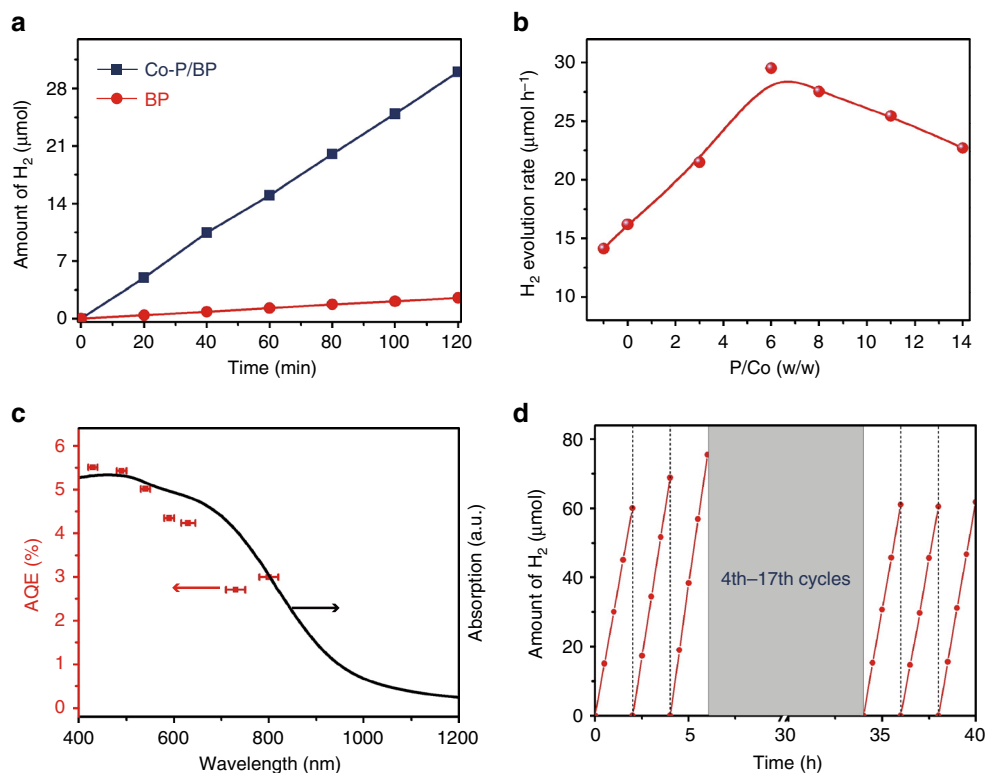 a
Amount of H₂ (μmol)
28
21
14
7
0
Co-P/BP
BP
0 20 40 60 80 100 120
Time (min)
b
H₂ evolution rate (μmol h⁻¹)
30
25
20
15
10
0 2 4 6 8 10 12 14
P/Co (w/w)
c
AQE (%)
6
5
4
3
2
1
0
Absorption (a.u.)
400 600 800 1000 1200
Wavelength (nm)
d
Amount of H₂ (μmol)
80
60
40
20
0
4th–17th cycles
0 5 30 35 40
Time (h)